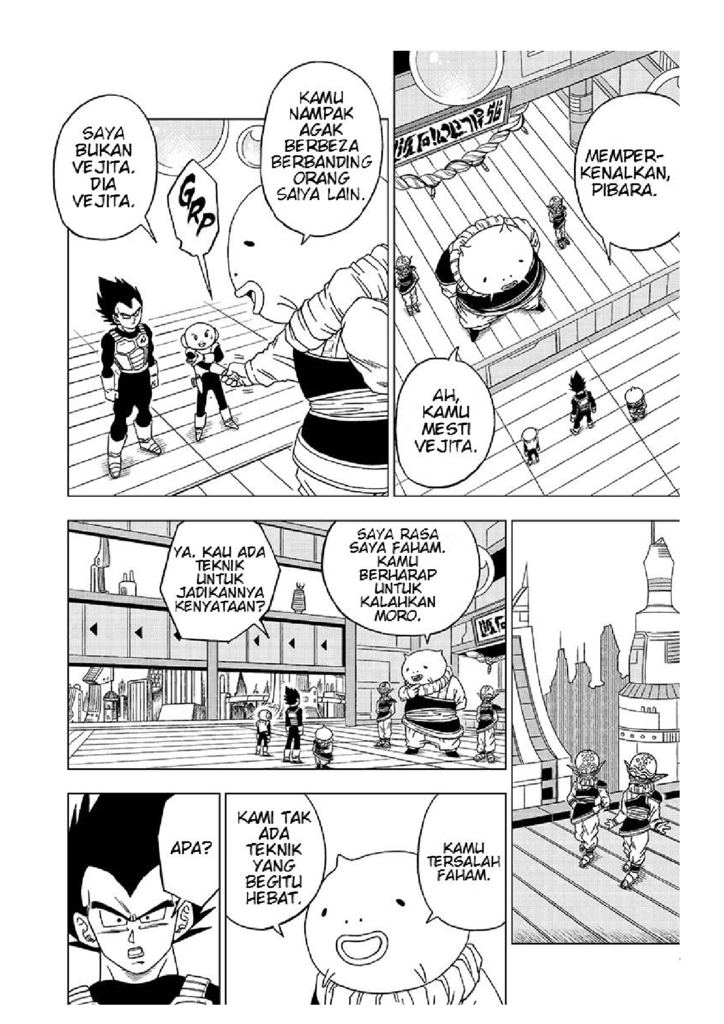 MEMPER-
KENALKAN,
PIBARA.
AH,
KAMU
MESTI
VEJITA.
KAMU
NAMPAK
AGAK
BERBEZA
BERBANDING
ORANG
SAIYA LAIN.
GRP
SAYA
BUKAN
VEJITA.
DIA
VEJITA.
SAYA RASA
SAYA FAHAM.
KAMU
BERHARAP
UNTUK
KALAHKAN
MORO.
YA. KAU ADA
TEKNIK
UNTUK
JADIKANNYA
KENYATAAN?
KAMU
TERSALAH
FAHAM.
KAMI TAK
ADA
TEKNIK
YANG
BEGITU
HEBAT.
APA?